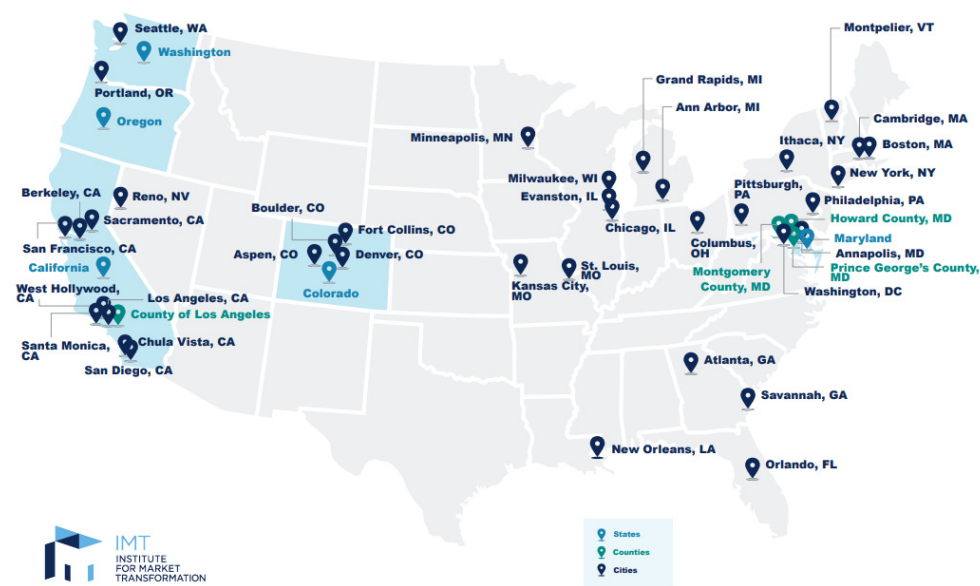 Seattle, WA
Washington
Portland, OR
Oregon
Berkeley, CA
Reno, NV
Sacramento, CA
San Francisco, CA
California
West Hollywood,
CA
Los Angeles, CA
County of Los Angeles
Santa Monica,
CA
Chula Vista, CA
San Diego, CA
Boulder, CO
Fort Collins, CO
Aspen, CO
Denver, CO
Colorado
Minneapolis, MN
Grand Rapids, MI
Ann Arbor, MI
Milwaukee, WI
Evanston, IL
Chicago, IL
Kansas City,
MO
St. Louis,
MO
Columbus,
OH
Pittsburgh,
PA
Montpelier, VT
Cambridge, MA
Ithaca, NY
Boston, MA
New York, NY
Philadelphia, PA
Howard County, MD
Maryland
Annapolis, MD
Prince George's County,
MD
Montgomery
County, MD
Washington, DC
Atlanta, GA
Savannah, GA
New Orleans, LA
Orlando, FL
IMT
INSTITUTE
FOR MARKET
TRANSFORMATION
States
Counties
Cities